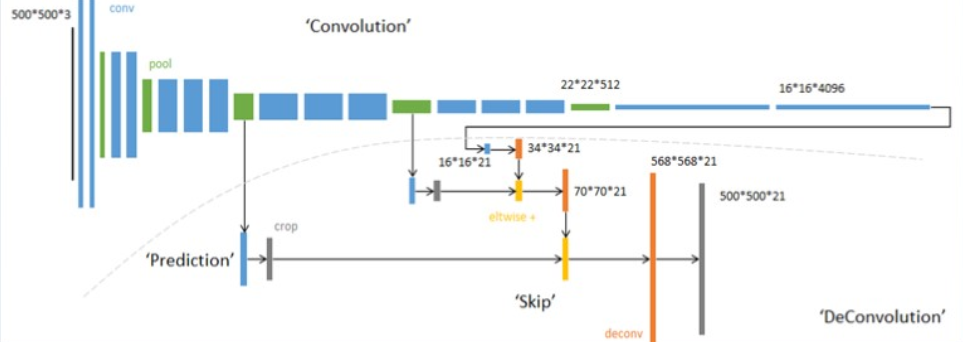 500*500*3
conv
'Convolution'
pool
22*22*512
16*16*4096
16*16*21
34*34*21
568*568*21
70*70*21
500*500*21
eltwise +
crop
'Prediction'
'Skip'
'DeConvolution'
deconv